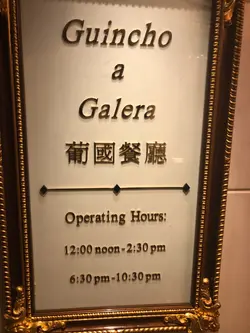 Guincho
a
Galera
葡國餐廳
Operating Hours:
12:00 noon-2:30 pm
6:30 pm-10:30 pm